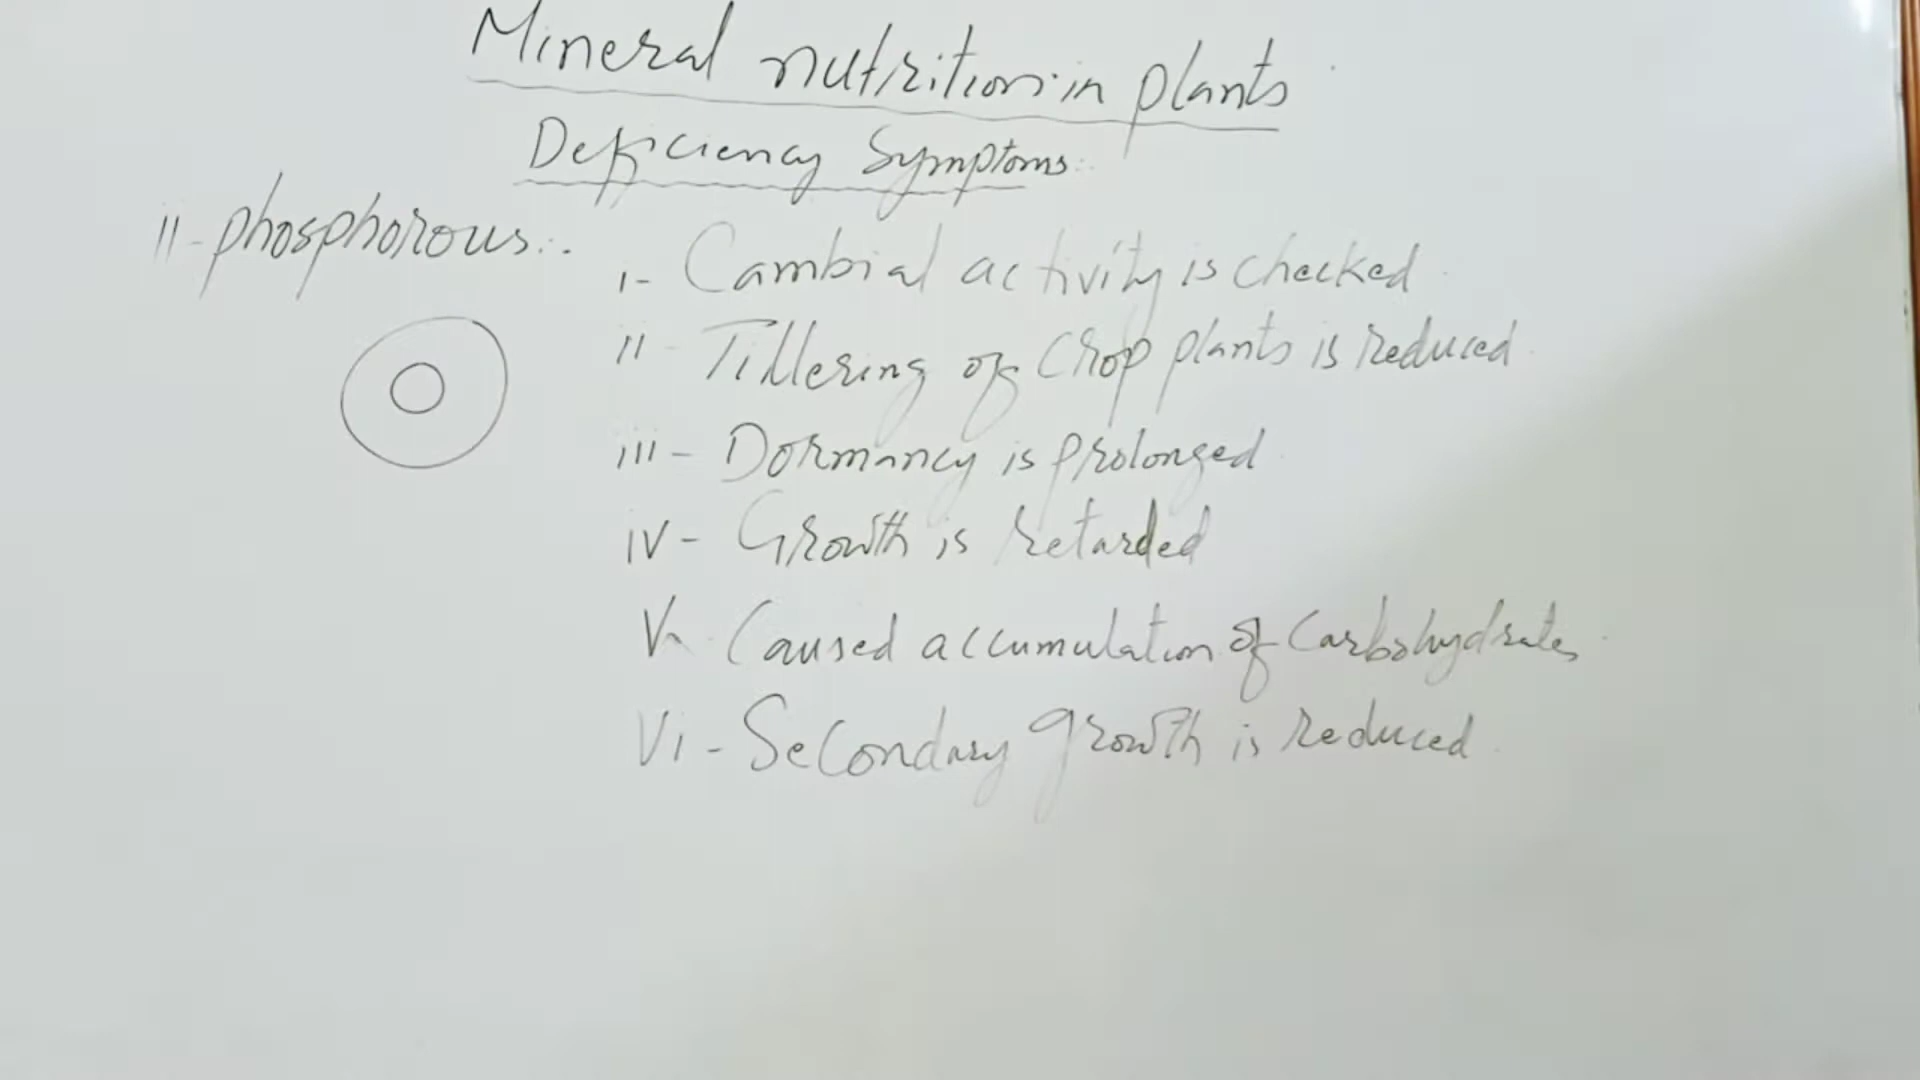 Mineral nutrition in plants
Deficiency Symptoms
II - phosphorous
I - Cambial activity is checked
II - Tillering of crop plants is reduced
III - Dormancy is prolonged
IV - Growth is retarded
V - Caused accumulation of Carbohydrates
VI - Secondary growth is reduced